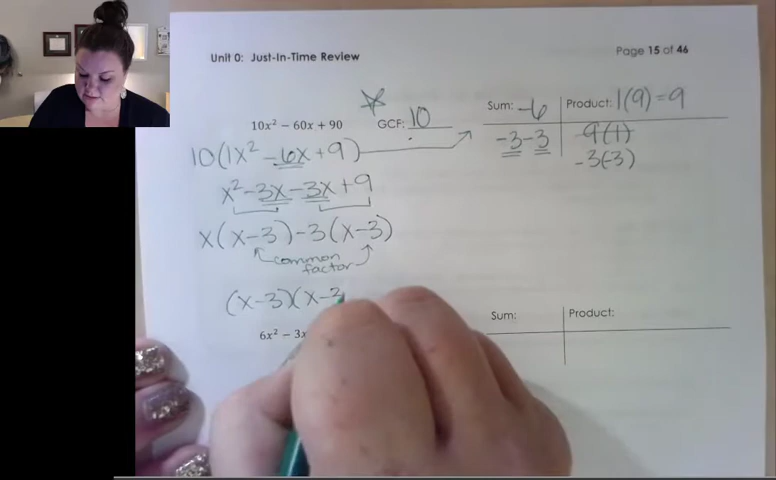 Unit 0: Just-In-Time Review
Page 15 of 46
10x² – 60x + 90
GCF: 10
Sum: -6
Product: 1(9) = 9
10(1x² - 6x + 9)
-3 -3
-9(1)
-3(-3)
x² - 3x - 3x + 9
x(x-3) - 3(x-3)
common
factor
(x-3)(x-3
6x² – 3x
Sum:
Product: